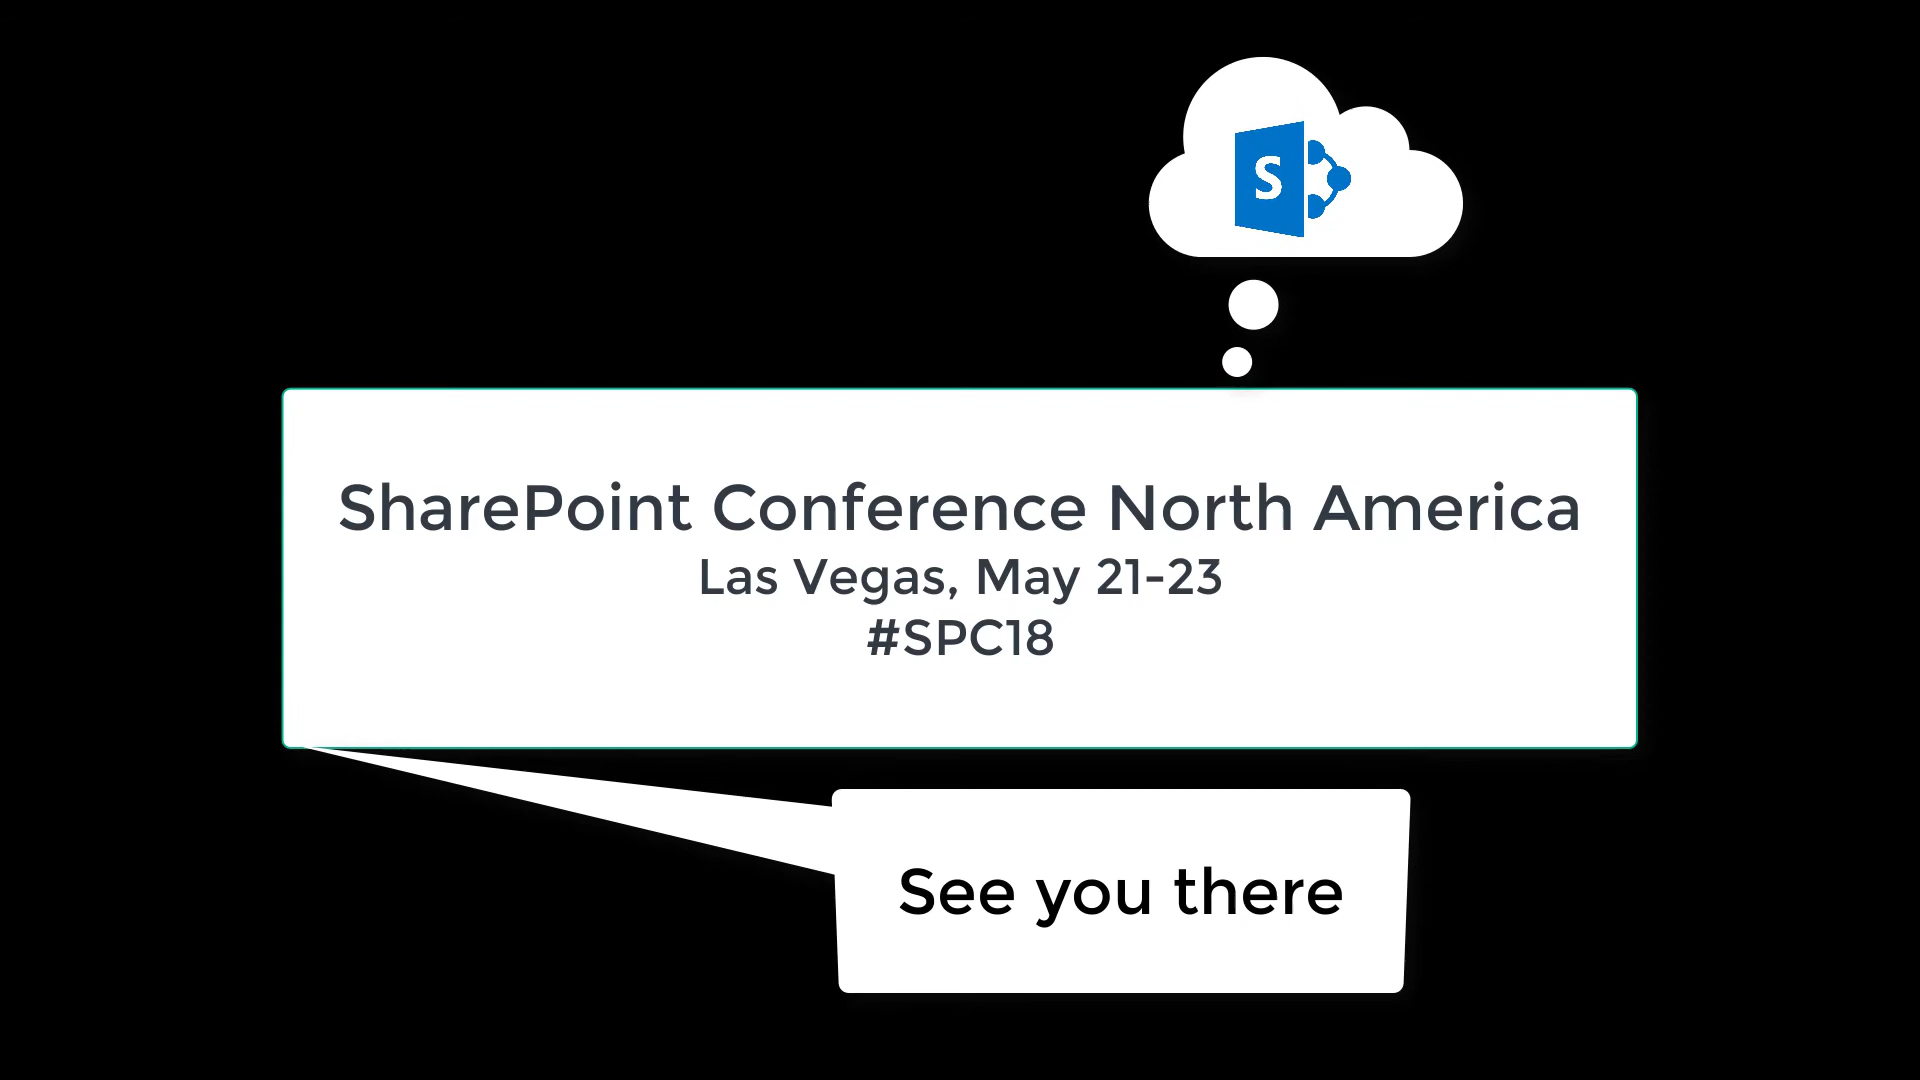 S
SharePoint Conference North America
Las Vegas, May 21-23
#SPC18
See you there